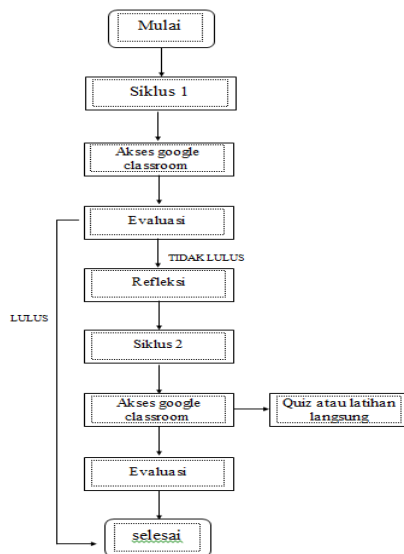 Mulai
Siklus 1
Akses google
classroom
Evaluasi
TIDAK LULUS
Refleksi
LULUS
Siklus 2
Akses google
classroom
Quiz atau latihan
langsung
Evaluasi
selesai